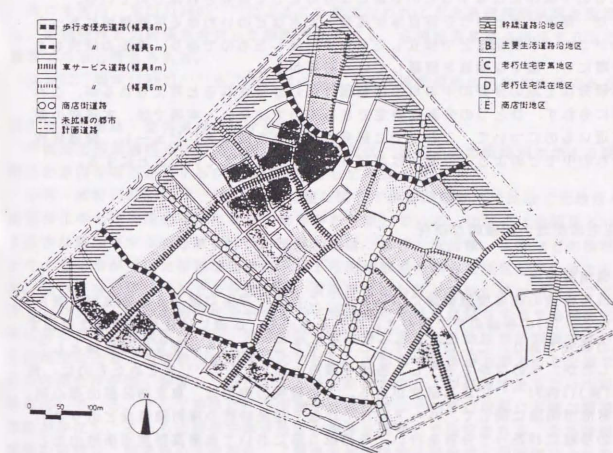 歩行者優先道路(幅員8m)
〃 (幅員6m)
車サービス道路(幅員8m)
〃 (幅員6m)
商店街道路
未拡幅の都市
計画道路
A 幹線道路沿地区
B 主要生活道路沿地区
C 老朽住宅密集地区
D 老朽住宅混在地区
E 商店街地区
0 50 100m
N